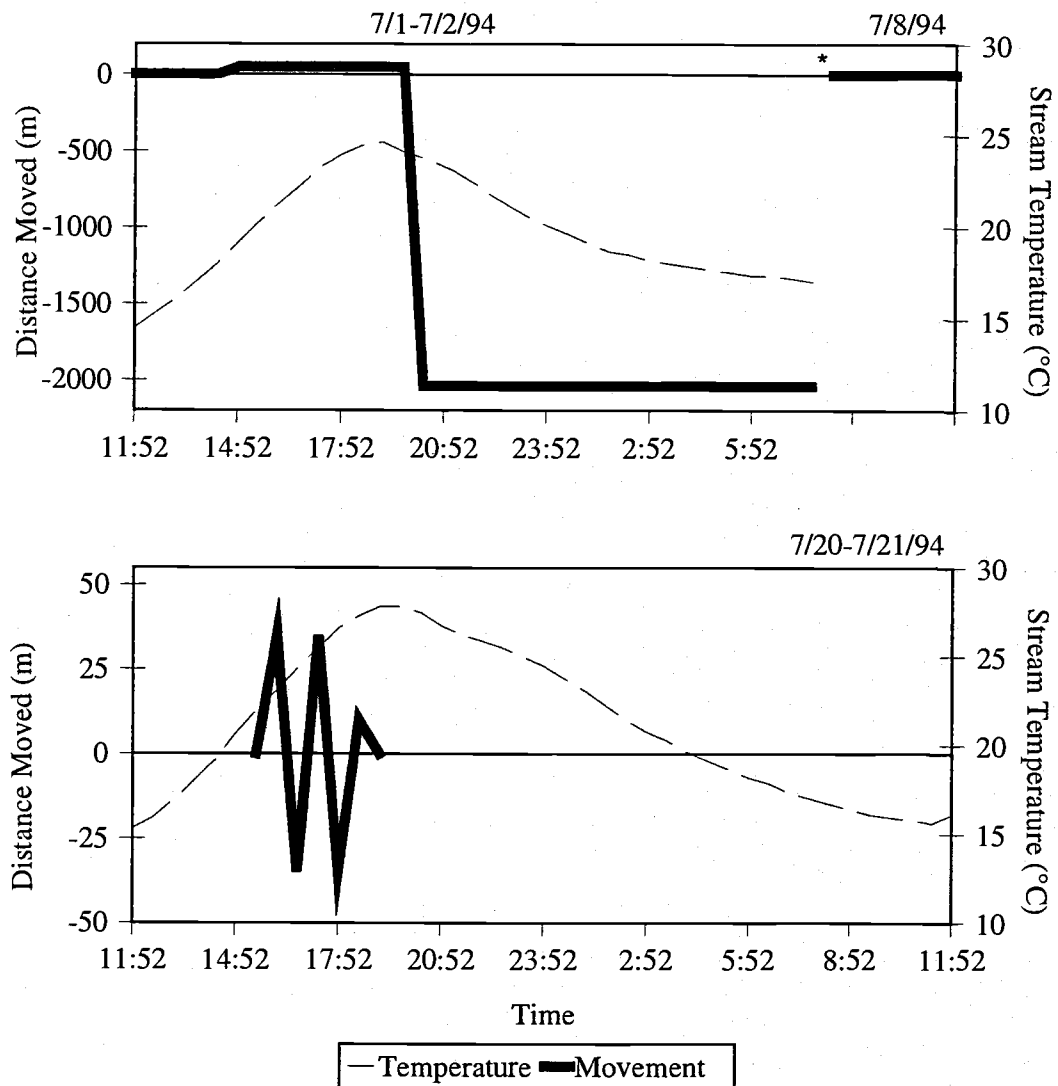 7/1-7/2/94 7/8/94
*
0
-500
-1000
-1500
-2000
Distance Moved (m)
30
25
20
15
10
Stream Temperature (°C)
11:52 14:52 17:52 20:52 23:52 2:52 5:52
7/20-7/21/94
50
25
0
-25
-50
Distance Moved (m)
30
25
20
15
10
Stream Temperature (°C)
11:52 14:52 17:52 20:52 23:52 2:52 5:52 8:52 11:52
Time
Temperature Movement